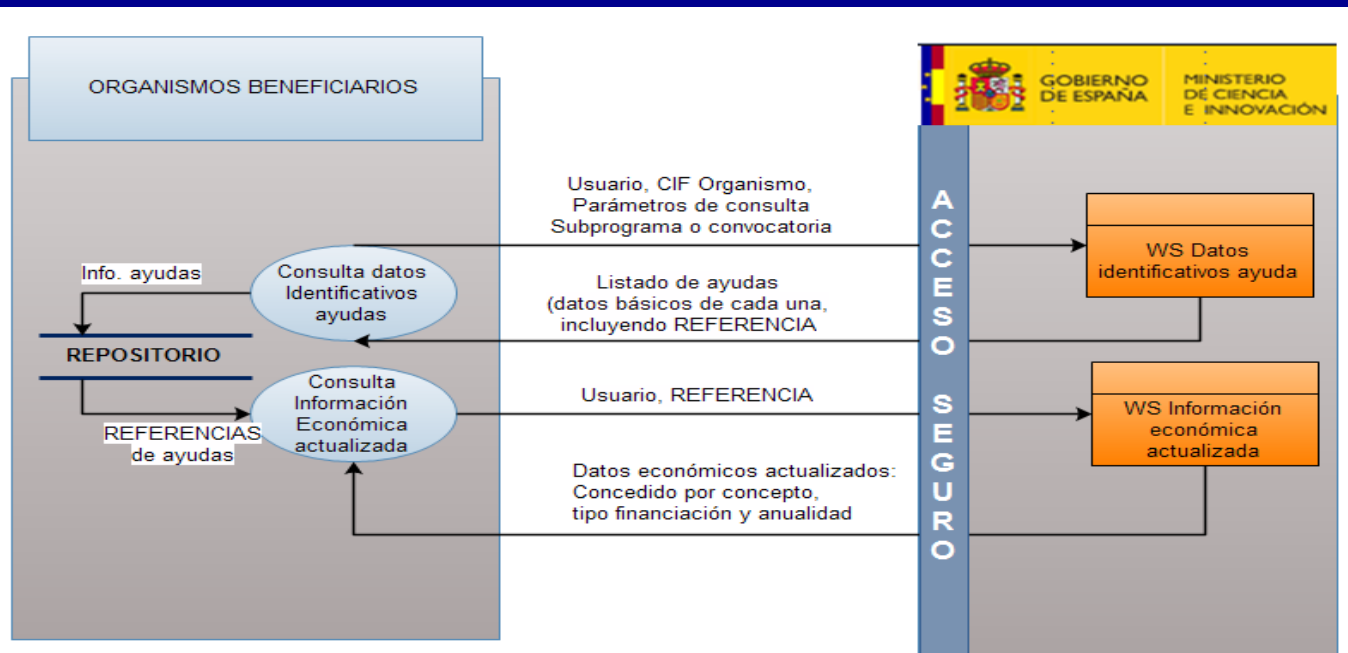 ORGANISMOS BENEFICIARIOS
GOBIERNO
DE ESPAÑA
MINISTERIO
DE CIENCIA
E INNOVACIÓN
Usuario, CIF Organismo,
Parámetros de consulta
Subprograma o convocatoria
Info. ayudas
Consulta datos
Identificativos
ayudas
Listado de ayudas
(datos básicos de cada una,
incluyendo REFERENCIA
WS Datos
identificativos ayuda
REPOSITORIO
Consulta
Información
Económica
actualizada
Usuario, REFERENCIA
WS Información
económica
actualizada
REFERENCIAS
de ayudas
Datos económicos actualizados:
Concedido por concepto,
tipo financiación y anualidad
ACCESO SEGURO